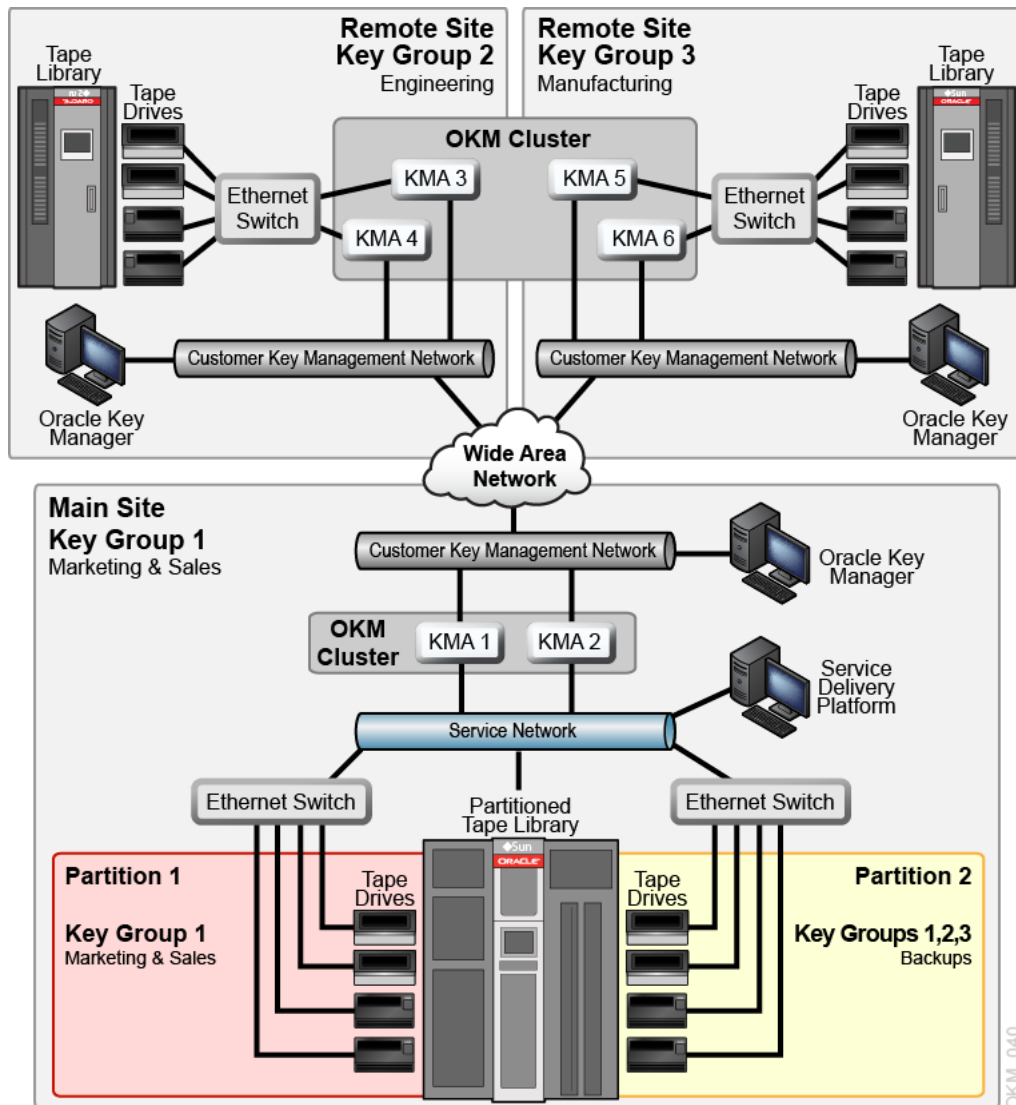 Remote Site
Key Group 2
Engineering
Tape
Library
Tape
Drives
Ethernet
Switch
Remote Site
Key Group 3
Manufacturing
Tape
Library
Sun
ORACLE
Tape
Drives
Ethernet
Switch
OKM Cluster
KMA 3
KMA 4
KMA 5
KMA 6
Customer Key Management Network
Oracle Key
Manager
Customer Key Management Network
Oracle Key
Manager
Wide Area
Network
Main Site
Key Group 1
Marketing & Sales
Customer Key Management Network
Oracle Key
Manager
OKM
Cluster
KMA 1
KMA 2
Service
Delivery
Platform
Service Network
Ethernet Switch
Partitioned
Tape Library
Ethernet Switch
Sun
ORACLE
Partition 1
Key Group 1
Marketing & Sales
Tape
Drives
Tape
Drives
Partition 2
Key Groups 1,2,3
Backups
OKM_040